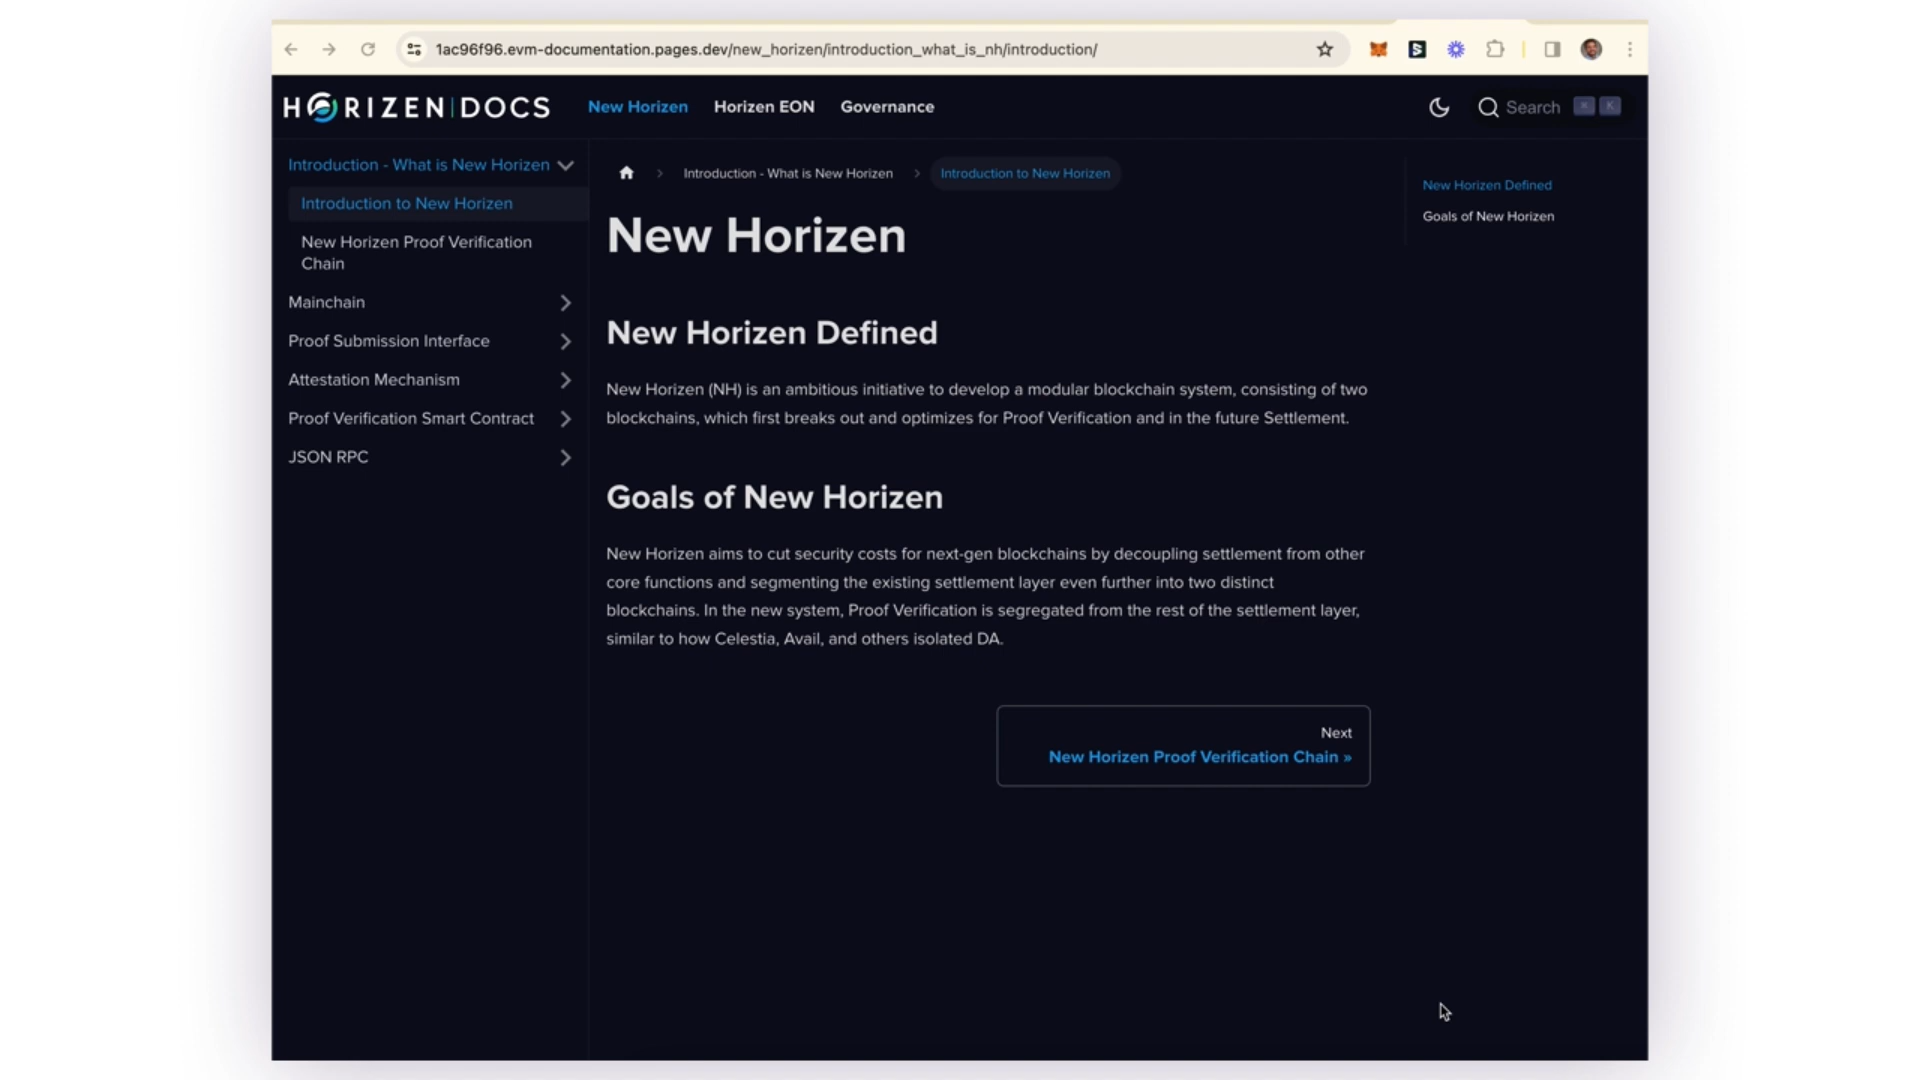 1ac96f96.evm-documentation.pages.dev/new_horizen/introduction_what_is_nh/introduction/
HORIZEN|DOCS
New Horizen
Horizen EON
Governance
Search
K
Introduction - What is New Horizen
Introduction to New Horizen
New Horizen Proof Verification
Chain
Mainchain
Proof Submission Interface
Attestation Mechanism
Proof Verification Smart Contract
JSON RPC
Introduction - What is New Horizen
Introduction to New Horizen
New Horizen
New Horizen Defined
New Horizen (NH) is an ambitious initiative to develop a modular blockchain system, consisting of two
blockchains, which first breaks out and optimizes for Proof Verification and in the future Settlement.
Goals of New Horizen
New Horizen aims to cut security costs for next-gen blockchains by decoupling settlement from other
core functions and segmenting the existing settlement layer even further into two distinct
blockchains. In the new system, Proof Verification is segregated from the rest of the settlement layer,
similar to how Celestia, Avail, and others isolated DA.
Next
New Horizen Proof Verification Chain »
New Horizen Defined
Goals of New Horizen